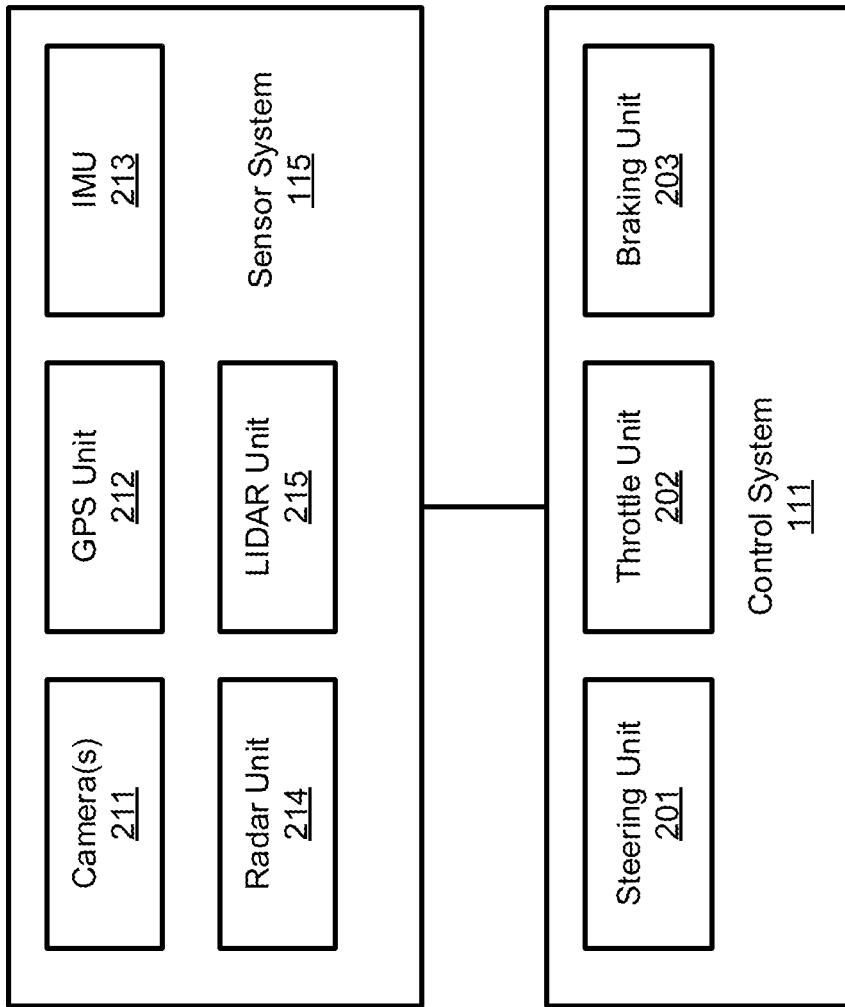 Camera(s)
211
GPS Unit
212
IMU
213
Radar Unit
214
LIDAR Unit
215
Sensor System
115
Steering Unit
201
Throttle Unit
202
Braking Unit
203
Control System
111